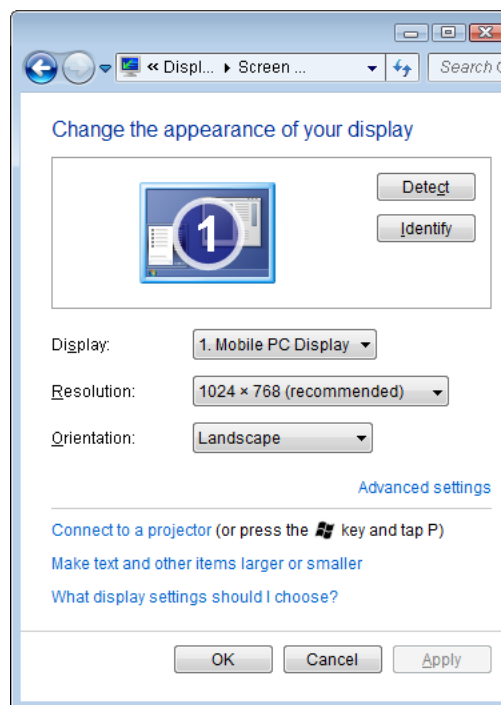 « Displ... ▸ Screen ...
Search
Change the appearance of your display
1
Detect
Identify
Display: 1. Mobile PC Display
Resolution: 1024 × 768 (recommended)
Orientation: Landscape
Advanced settings
Connect to a projector (or press the key and tap P)
Make text and other items larger or smaller
What display settings should I choose?
OK Cancel Apply